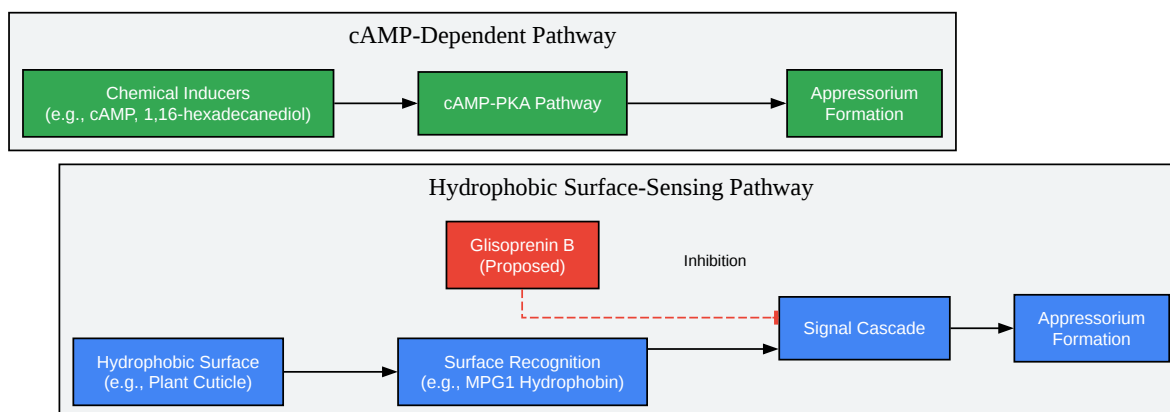 cAMP-Dependent Pathway
Chemical Inducers
(e.g., cAMP, 1,16-hexadecanediol)
cAMP-PKA Pathway
Appressorium
Formation
Hydrophobic Surface-Sensing Pathway
Glisoprenin B
(Proposed)
Inhibition
Signal Cascade
Appressorium
Formation
Hydrophobic Surface
(e.g., Plant Cuticle)
Surface Recognition
(e.g., MPG1 Hydrophobin)